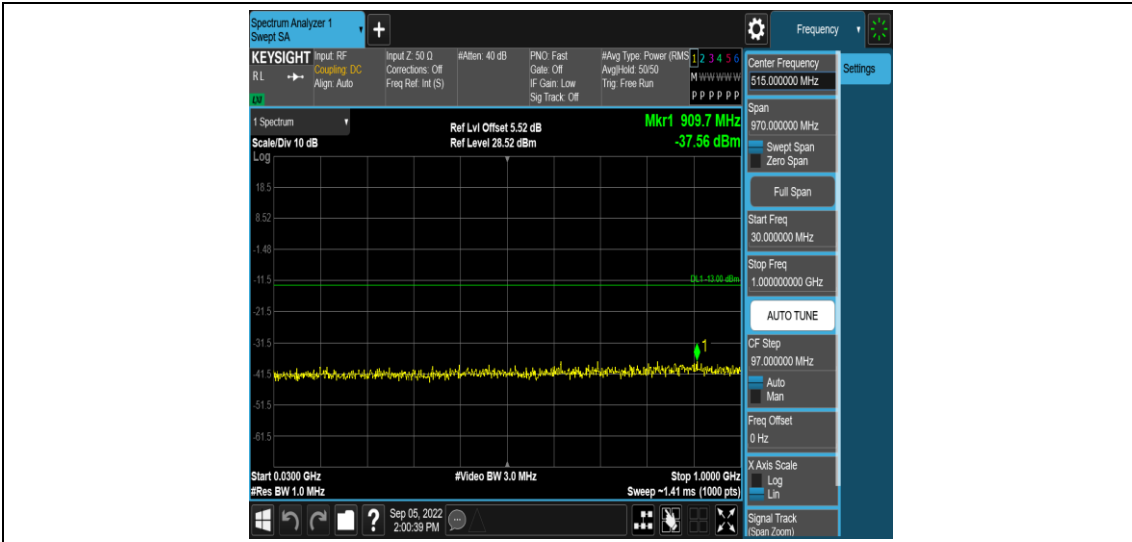 Spectrum Analyzer 1
Swept SA
+
Frequency
KEYSIGHT
RL
LXI
Input: RF
Coupling: DC
Align: Auto
Input Z: 50 Ω
Corrections: Off
Freq Ref: Int (S)
#Atten: 40 dB
PNO: Fast
Gate: Off
IF Gain: Low
Sig Track: Off
#Avg Type: Power (RMS
Avg|Hold: 50/50
Trig: Free Run
1 2 3 4 5 6
M W W W W W
P P P P P P
1 Spectrum
Scale/Div 10 dB
Log
Ref Lvl Offset 5.52 dB
Ref Level 28.52 dBm
Mkr1 909.7 MHz
-37.56 dBm
18.5
8.52
-1.48
-11.5
DL1 -13.00 dBm
-21.5
-31.5
1
-41.5
-51.5
-61.5
Start 0.0300 GHz
#Res BW 1.0 MHz
#Video BW 3.0 MHz
Stop 1.0000 GHz
Sweep ~1.41 ms (1000 pts)
?
Sep 05, 2022
2:00:39 PM
Center Frequency
515.000000 MHz
Settings
Span
970.000000 MHz
Swept Span
Zero Span
Full Span
Start Freq
30.000000 MHz
Stop Freq
1.000000000 GHz
AUTO TUNE
CF Step
97.000000 MHz
Auto
Man
Freq Offset
0 Hz
X Axis Scale
Log
Lin
Signal Track
(Span Zoom)